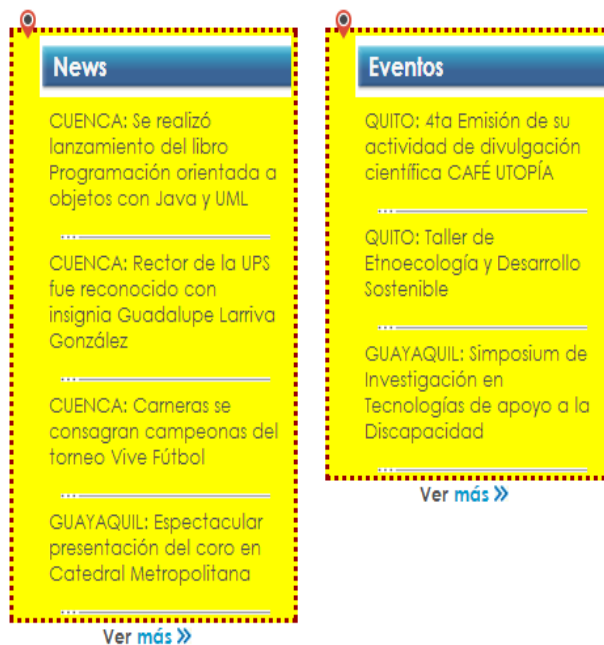 News
CUENCA: Se realizó
lanzamiento del libro
Programación orientada a
objetos con Java y UML
CUENCA: Rector de la UPS
fue reconocido con
insignia Guadalupe Larriva
González
CUENCA: Carneras se
consagran campeonas del
torneo Vive Fútbol
GUAYAQUIL: Espectacular
presentación del coro en
Catedral Metropolitana
Ver más »
Eventos
QUITO: 4ta Emisión de su
actividad de divulgación
científica CAFÉ UTOPÍA
QUITO: Taller de
Etnoecología y Desarrollo
Sostenible
GUAYAQUIL: Simposium de
Investigación en
Tecnologías de apoyo a la
Discapacidad
Ver más »